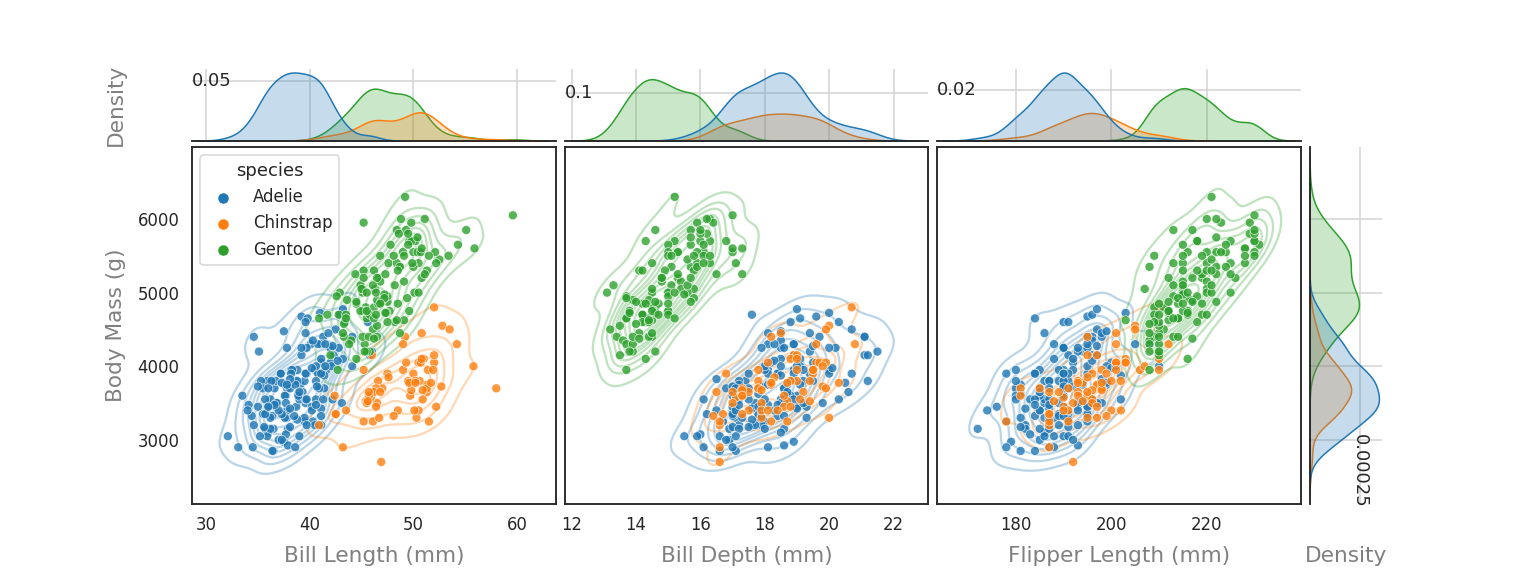 Density
0.05
0.1
0.02
species
Adelie
Chinstrap
Gentoo
Body Mass (g)
6000
5000
4000
3000
0.00025
30 40 50 60
12 14 16 18 20 22
180 200 220
Bill Length (mm)
Bill Depth (mm)
Flipper Length (mm)
Density